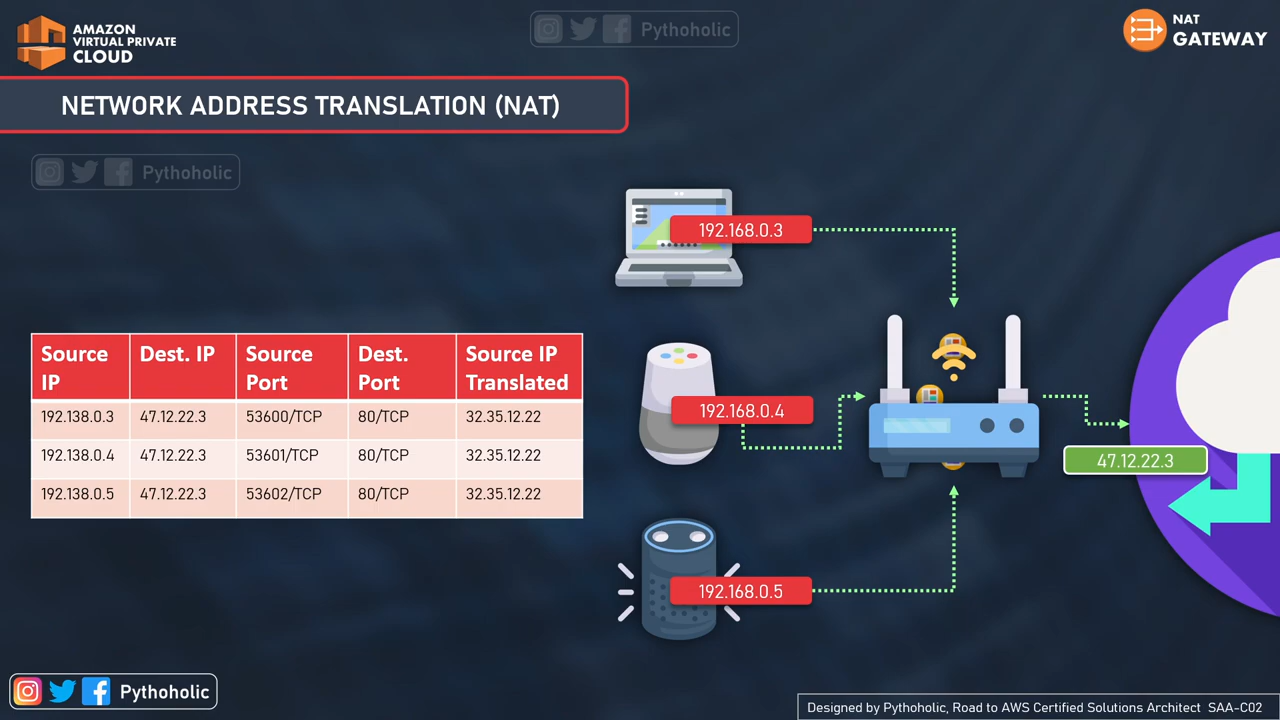 AMAZON
VIRTUAL PRIVATE
CLOUD
Pythoholic
NAT
GATEWAY
NETWORK ADDRESS TRANSLATION (NAT)
Pythoholic
192.168.0.3
Source IP Dest. IP Source Port Dest. Port Source IP Translated
192.138.0.3 47.12.22.3 53600/TCP 80/TCP 32.35.12.22
192.138.0.4 47.12.22.3 53601/TCP 80/TCP 32.35.12.22
192.138.0.5 47.12.22.3 53602/TCP 80/TCP 32.35.12.22
192.168.0.4
47.12.22.3
192.168.0.5
Pythoholic
Designed by Pythoholic, Road to AWS Certified Solutions Architect SAA-C02